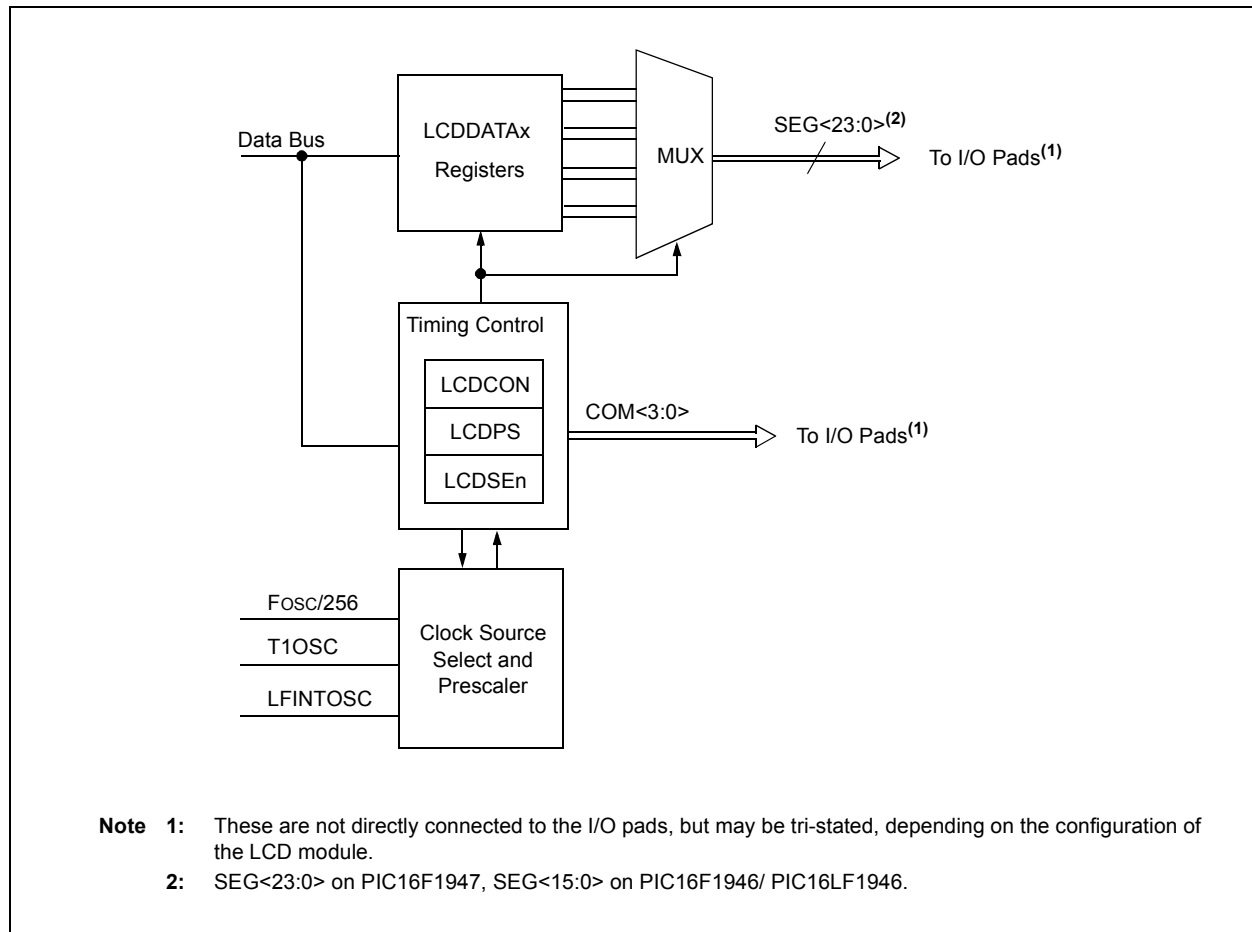 LCDDATAx
Registers
MUX
Data Bus
SEG<23:0>(2)
To I/O Pads(1)
Timing Control
LCDCON
LCDPS
LCDSEn
COM<3:0>
To I/O Pads(1)
FOSC/256
T1OSC
LFINTOSC
Clock Source
Select and
Prescaler
Note 1: These are not directly connected to the I/O pads, but may be tri-stated, depending on the configuration of
the LCD module.
2: SEG<23:0> on PIC16F1947, SEG<15:0> on PIC16F1946/ PIC16LF1946.